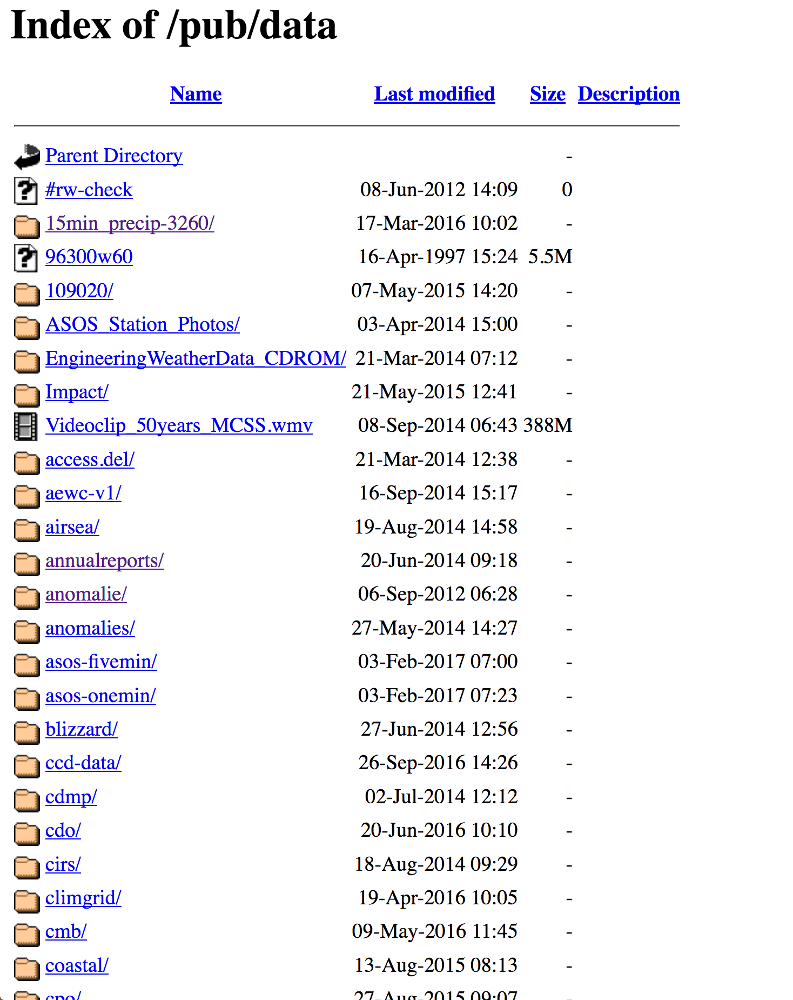 Index of /pub/data
Name Last modified Size Description
Parent Directory -
#rw-check 08-Jun-2012 14:09 0
15min_precip-3260/ 17-Mar-2016 10:02 -
96300w60 16-Apr-1997 15:24 5.5M
109020/ 07-May-2015 14:20 -
ASOS_Station_Photos/ 03-Apr-2014 15:00 -
EngineeringWeatherData_CDROM/ 21-Mar-2014 07:12 -
Impact/ 21-May-2015 12:41 -
Videoclip_50years_MCSS.wmv 08-Sep-2014 06:43 388M
access.del/ 21-Mar-2014 12:38 -
aewc-v1/ 16-Sep-2014 15:17 -
airsea/ 19-Aug-2014 14:58 -
annualreports/ 20-Jun-2014 09:18 -
anomalie/ 06-Sep-2012 06:28 -
anomalies/ 27-May-2014 14:27 -
asos-fivemin/ 03-Feb-2017 07:00 -
asos-onemin/ 03-Feb-2017 07:23 -
blizzard/ 27-Jun-2014 12:56 -
ccd-data/ 26-Sep-2016 14:26 -
cdmp/ 02-Jul-2014 12:12 -
cdo/ 20-Jun-2016 10:10 -
cirs/ 18-Aug-2014 09:29 -
climgrid/ 19-Apr-2016 10:05 -
cmb/ 09-May-2016 11:45 -
coastal/ 13-Aug-2015 08:13 -
cpo/ 27-Aug-2015 09:07 -